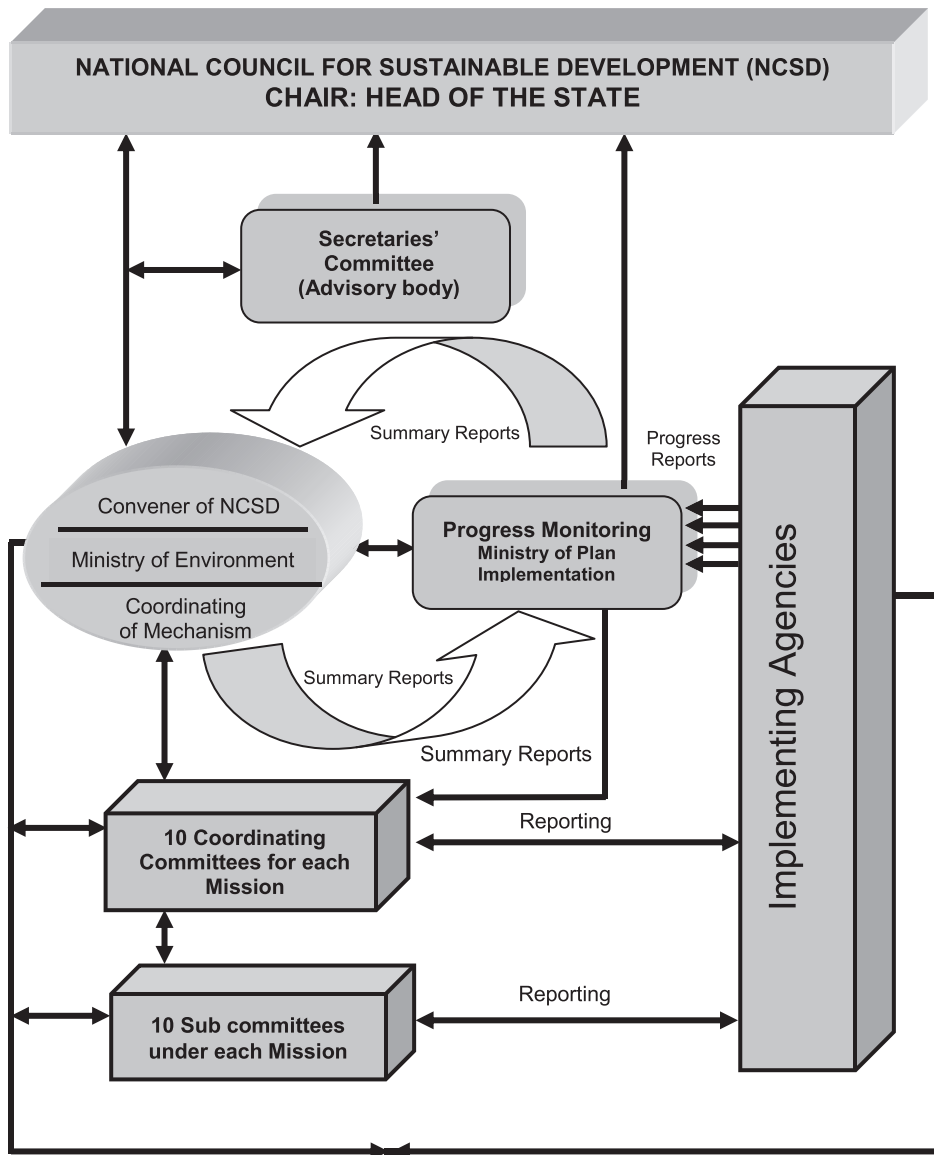 NATIONAL COUNCIL FOR SUSTAINABLE DEVELOPMENT (NCSD)
CHAIR: HEAD OF THE STATE
Secretaries’
Committee
(Advisory body)
Summary Reports
Progress
Reports
Convener of NCSD
Ministry of Environment
Coordinating
of Mechanism
Progress Monitoring
Ministry of Plan
Implementation
Implementing Agencies
Summary Reports
Summary Reports
Reporting
10 Coordinating
Committees for each
Mission
Reporting
10 Sub committees
under each Mission